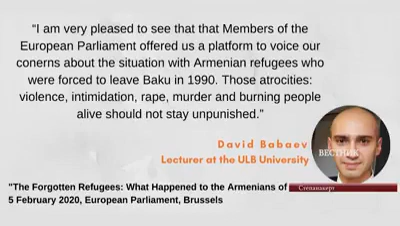 “I am very pleased to see that that Members of the
European Parliament offered us a platform to voice our
conerns about the situation with Armenian refugees who
were forced to leave Baku in 1990. Those atrocities:
violence, intimidation, rape, murder and burning people
alive should not stay unpunished.”
David Babaev
Lecturer at the ULB University
ВЕСТНИК
"The Forgotten Refugees: What Happened to the Armenians of
Степанакерт
5 February 2020, European Parliament, Brussels